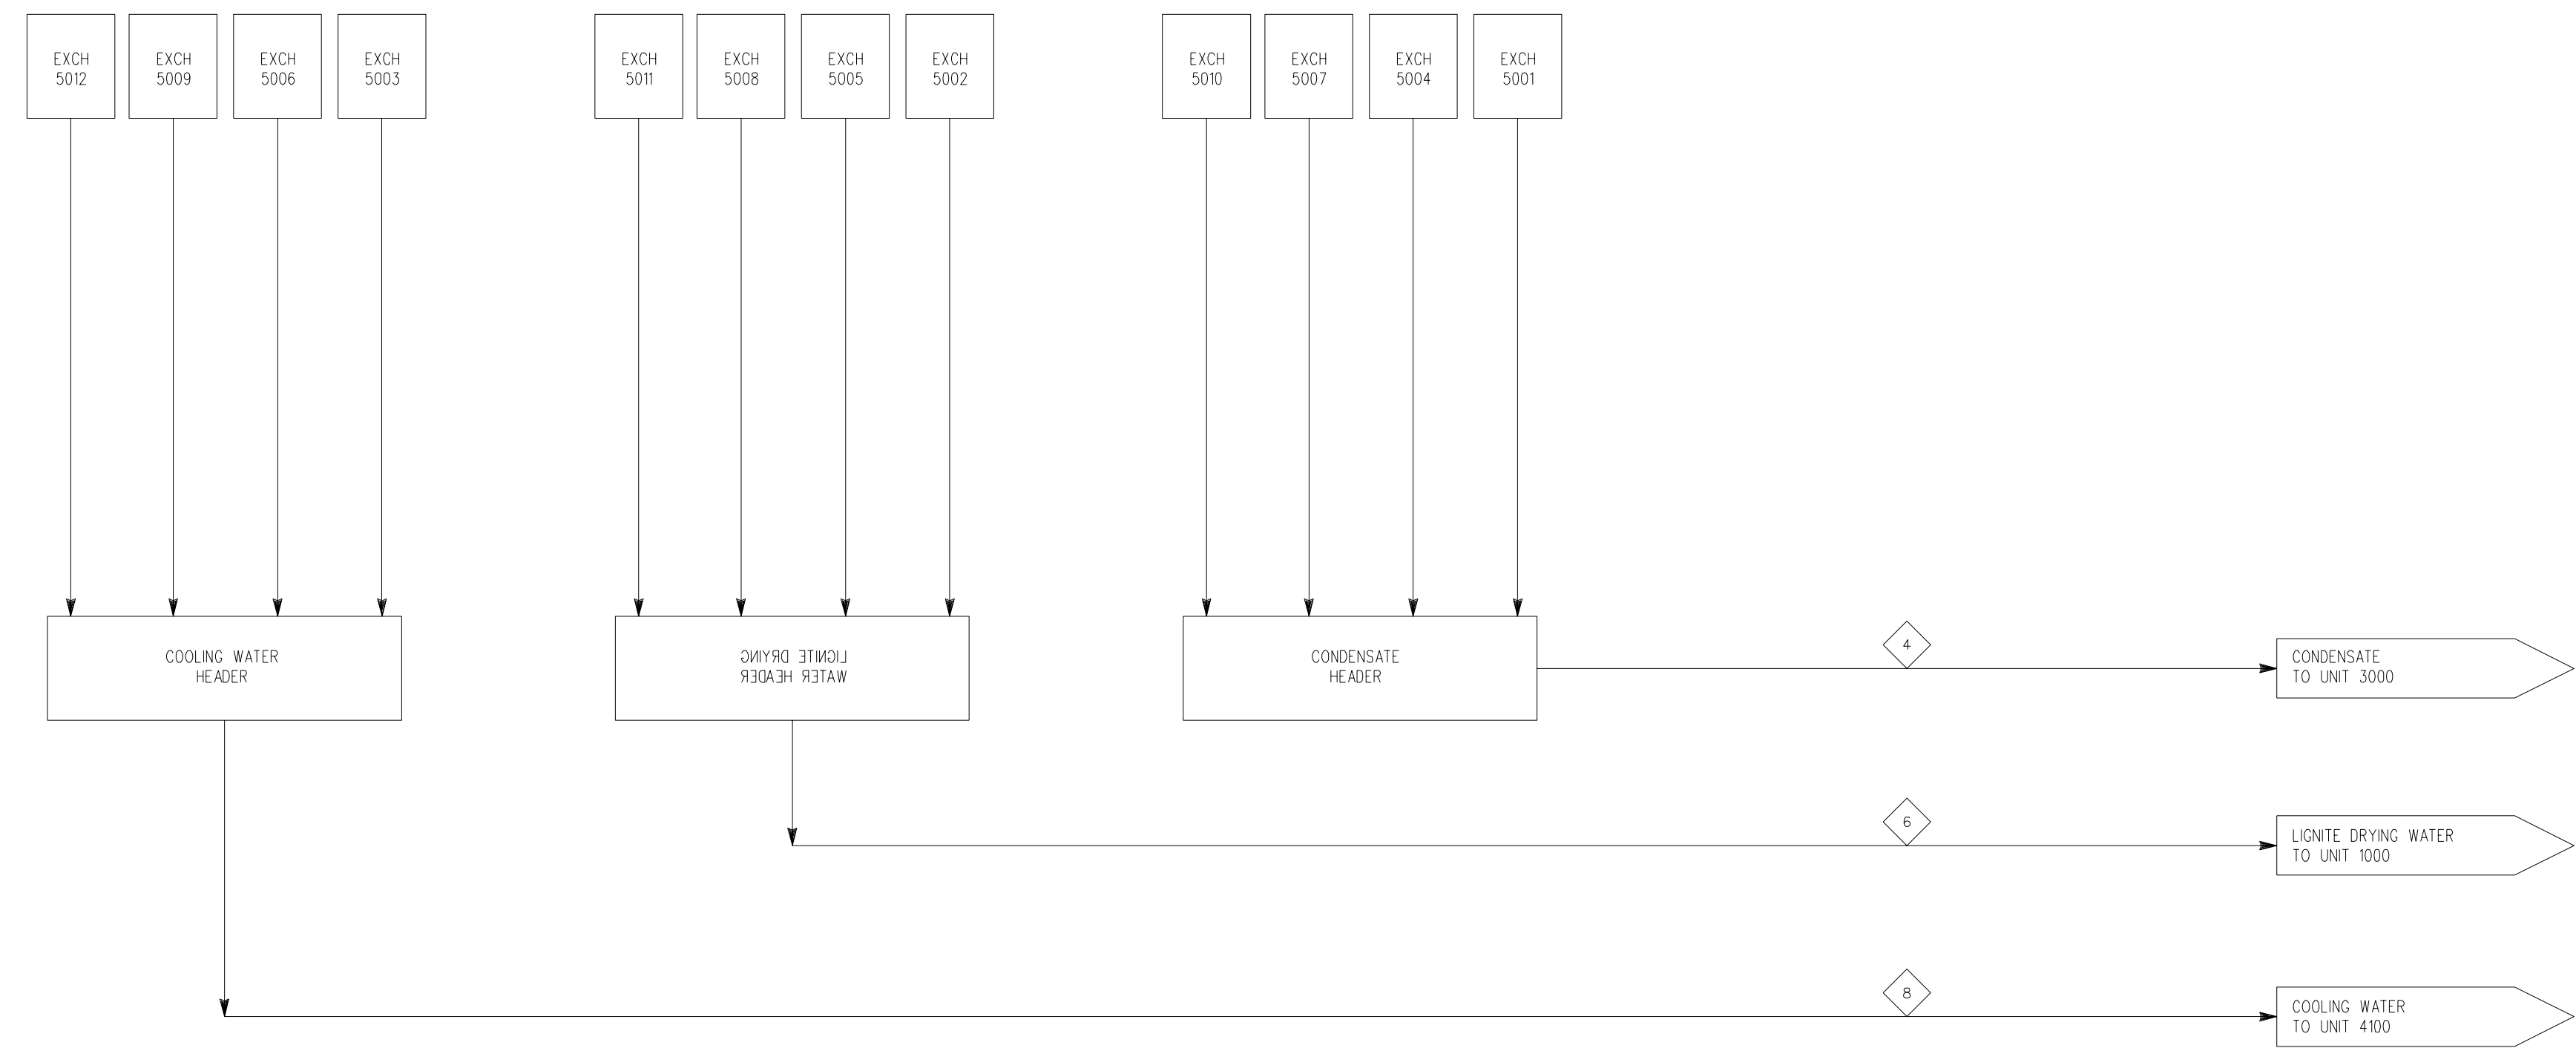 EXCH
5012
EXCH
5009
EXCH
5006
EXCH
5003
EXCH
5011
EXCH
5008
EXCH
5005
EXCH
5002
EXCH
5010
EXCH
5007
EXCH
5004
EXCH
5001
COOLING WATER
HEADER
LIGNITE DRYING
WATER HEADER
CONDENSATE
HEADER
4
CONDENSATE
TO UNIT 3000
6
LIGNITE DRYING WATER
TO UNIT 1000
8
COOLING WATER
TO UNIT 4100